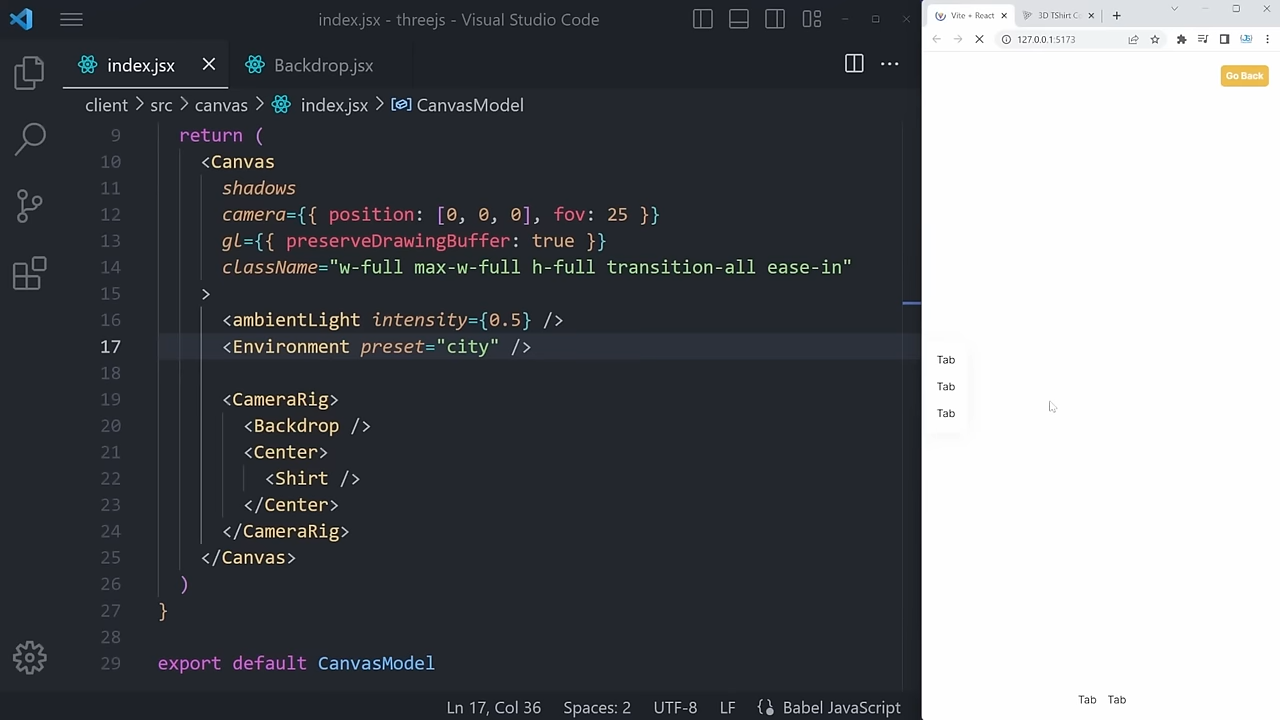 index.jsx - threejs - Visual Studio Code
index.jsx
Backdrop.jsx
client > src > canvas > index.jsx > CanvasModel
9 return (
10 <Canvas
11 shadows
12 camera={{ position: [0, 0, 0], fov: 25 }}
13 gl={{ preserveDrawingBuffer: true }}
14 className="w-full max-w-full h-full transition-all ease-in"
15 >
16 <ambientLight intensity={0.5} />
17 <Environment preset="city" />
18
19 <CameraRig>
20 <Backdrop />
21 <Center>
22 <Shirt />
23 </Center>
24 </CameraRig>
25 </Canvas>
26 )
27 }
28
29 export default CanvasModel
Ln 17, Col 36 Spaces: 2 UTF-8 LF Babel JavaScript
Vite + React
3D TShirt
127.0.0.1:5173
Go Back
Tab
Tab
Tab
Tab Tab